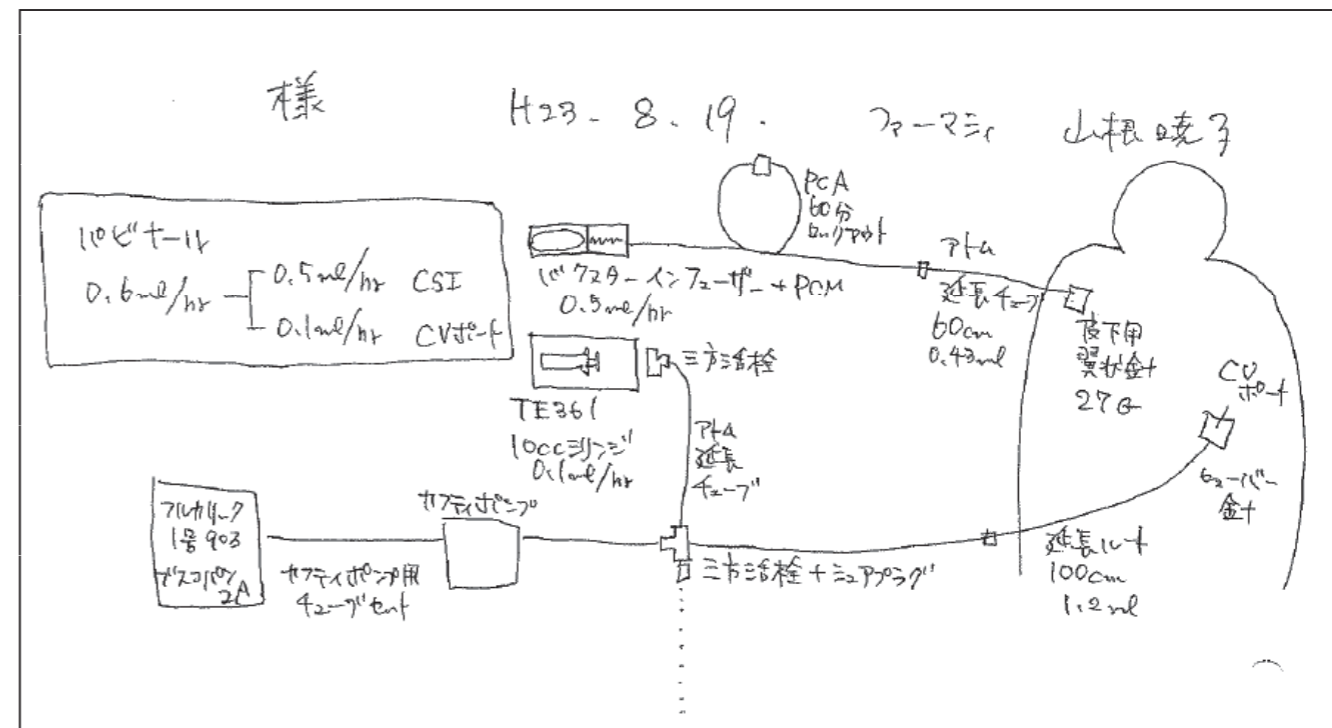 様 H23-8.19. ファーマシィ 山根暁子
パビナール
0.6ml/hr
0.5ml/hr CSI
0.1ml/hr CVポート
PCA
60分
ロックアウト
バクスターインフューザー+PCM
0.5ml/hr
アトム
延長チューブ
60cm
0.43ml
皮下用
翼状針
27G
TE361
10ccシリンジ
0.1ml/hr
三方活栓
アトム
延長
チューブ
CV
ポート
ヒューバー
針
フルカリック
1号 903
ブスコパン
2A
カフティポンプ用
チューブセット
カフティポンプ
三方活栓+シュアプラグ
延長ルート
100cm
1.2ml